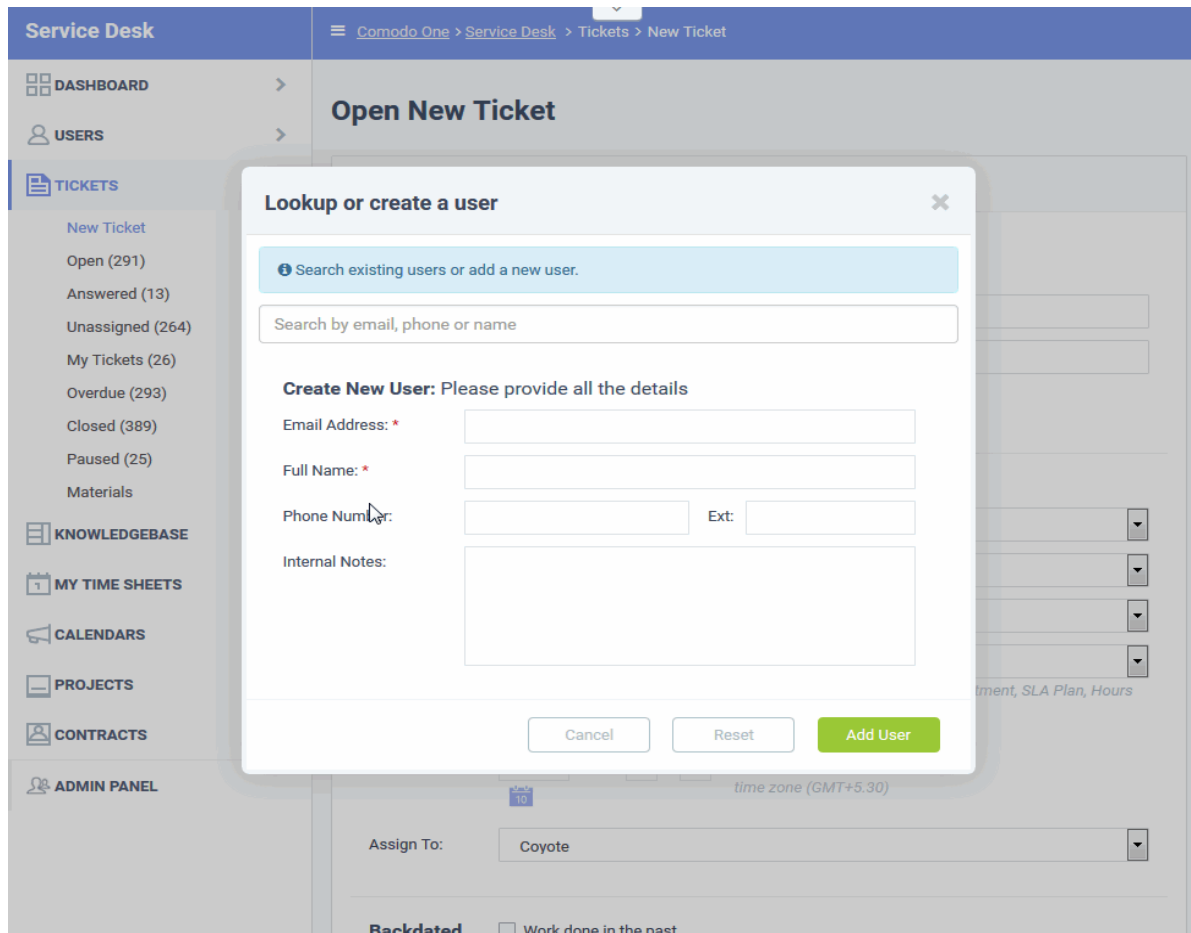 Service Desk
Comodo One > Service Desk > Tickets > New Ticket
DASHBOARD
USERS
TICKETS
New Ticket
Open (291)
Answered (13)
Unassigned (264)
My Tickets (26)
Overdue (293)
Closed (389)
Paused (25)
Materials
KNOWLEDGEBASE
MY TIME SHEETS
CALENDARS
PROJECTS
CONTRACTS
ADMIN PANEL
Open New Ticket
Lookup or create a user
Search existing users or add a new user.
Search by email, phone or name
Create New User: Please provide all the details
Email Address: *
Full Name: *
Phone Number:
Ext:
Internal Notes:
Cancel
Reset
Add User
tment, SLA Plan, Hours
10
time zone (GMT+5.30)
Assign To:
Coyote
Backdated
Work done in the past